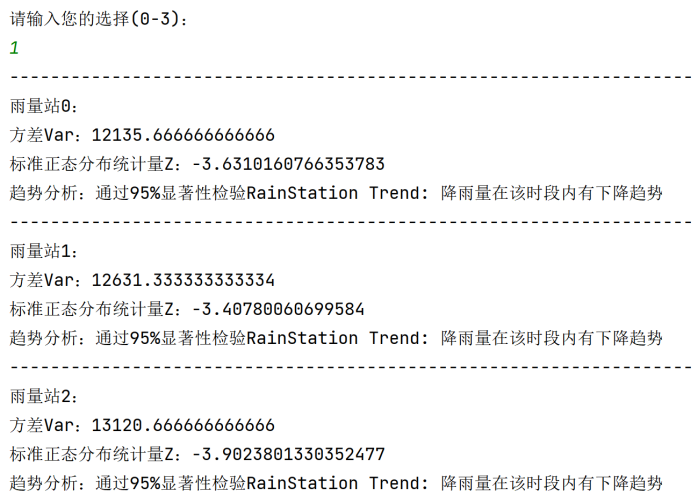 请输入您的选择(0-3)：
1
----------------------------------------------------------------------
雨量站0：
方差Var：12135.666666666666
标准正态分布统计量Z：-3.6310160766353783
趋势分析：通过95%显著性检验RainStation Trend: 降雨量在该时段内有下降趋势
----------------------------------------------------------------------
雨量站1：
方差Var：12631.333333333334
标准正态分布统计量Z：-3.40780060699584
趋势分析：通过95%显著性检验RainStation Trend: 降雨量在该时段内有下降趋势
----------------------------------------------------------------------
雨量站2：
方差Var：13120.666666666666
标准正态分布统计量Z：-3.9023801330352477
趋势分析：通过95%显著性检验RainStation Trend: 降雨量在该时段内有下降趋势